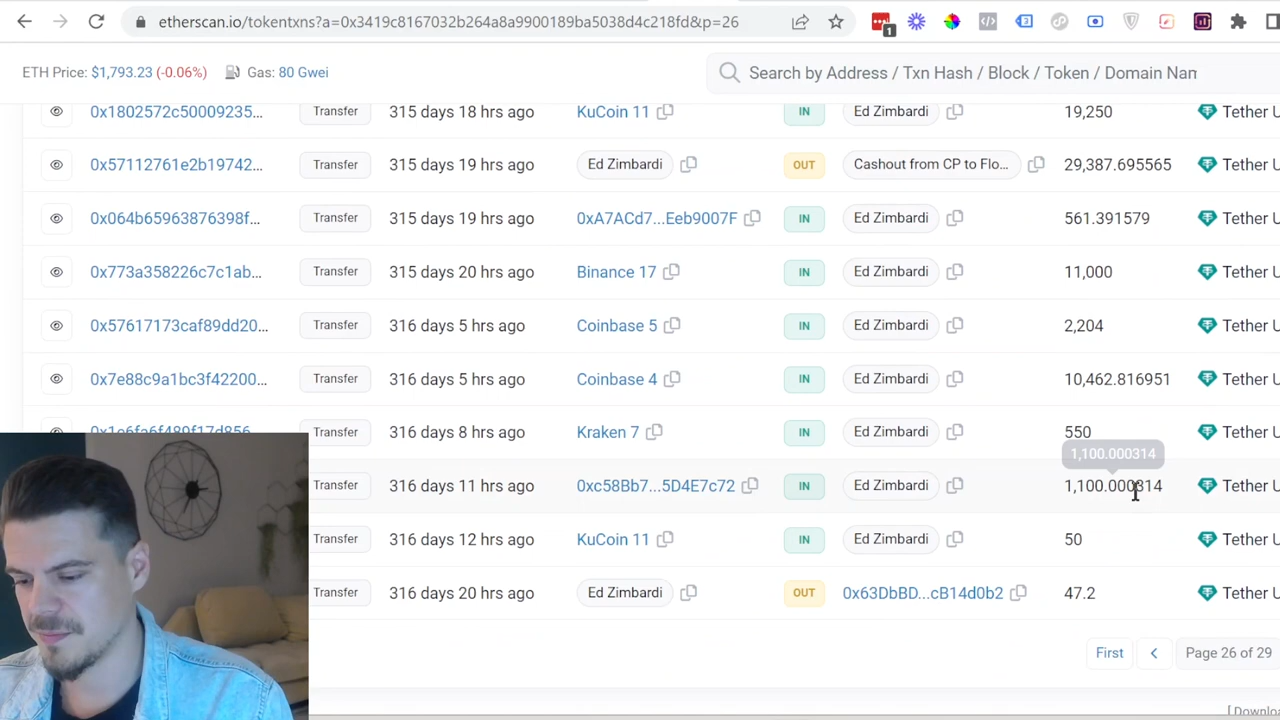 etherscan.io/tokentxns?a=0x3419c8167032b264a8a9900189ba5038d4c218fd&p=26
1
ETH Price: $1,793.23 (-0.06%) Gas: 80 Gwei
Search by Address / Txn Hash / Block / Token / Domain Nam
0x1802572c50009235... Transfer 315 days 18 hrs ago KuCoin 11 IN Ed Zimbardi 19,250 Tether U
0x57112761e2b19742... Transfer 315 days 19 hrs ago Ed Zimbardi OUT Cashout from CP to Flo... 29,387.695565 Tether U
0x064b65963876398f... Transfer 315 days 19 hrs ago 0xA7ACd7...Eeb9007F IN Ed Zimbardi 561.391579 Tether U
0x773a358226c7c1ab... Transfer 315 days 20 hrs ago Binance 17 IN Ed Zimbardi 11,000 Tether U
0x57617173caf89dd20... Transfer 316 days 5 hrs ago Coinbase 5 IN Ed Zimbardi 2,204 Tether U
0x7e88c9a1bc3f42200... Transfer 316 days 5 hrs ago Coinbase 4 IN Ed Zimbardi 10,462.816951 Tether U
Transfer 316 days 8 hrs ago Kraken 7 IN Ed Zimbardi 550 Tether U
1,100.000314
Transfer 316 days 11 hrs ago 0xc58Bb7...5D4E7c72 IN Ed Zimbardi 1,100.000314 Tether U
Transfer 316 days 12 hrs ago KuCoin 11 IN Ed Zimbardi 50 Tether U
Transfer 316 days 20 hrs ago Ed Zimbardi OUT 0x63DbBD...cB14d0b2 47.2 Tether U
First Page 26 of 29
[ Downloa